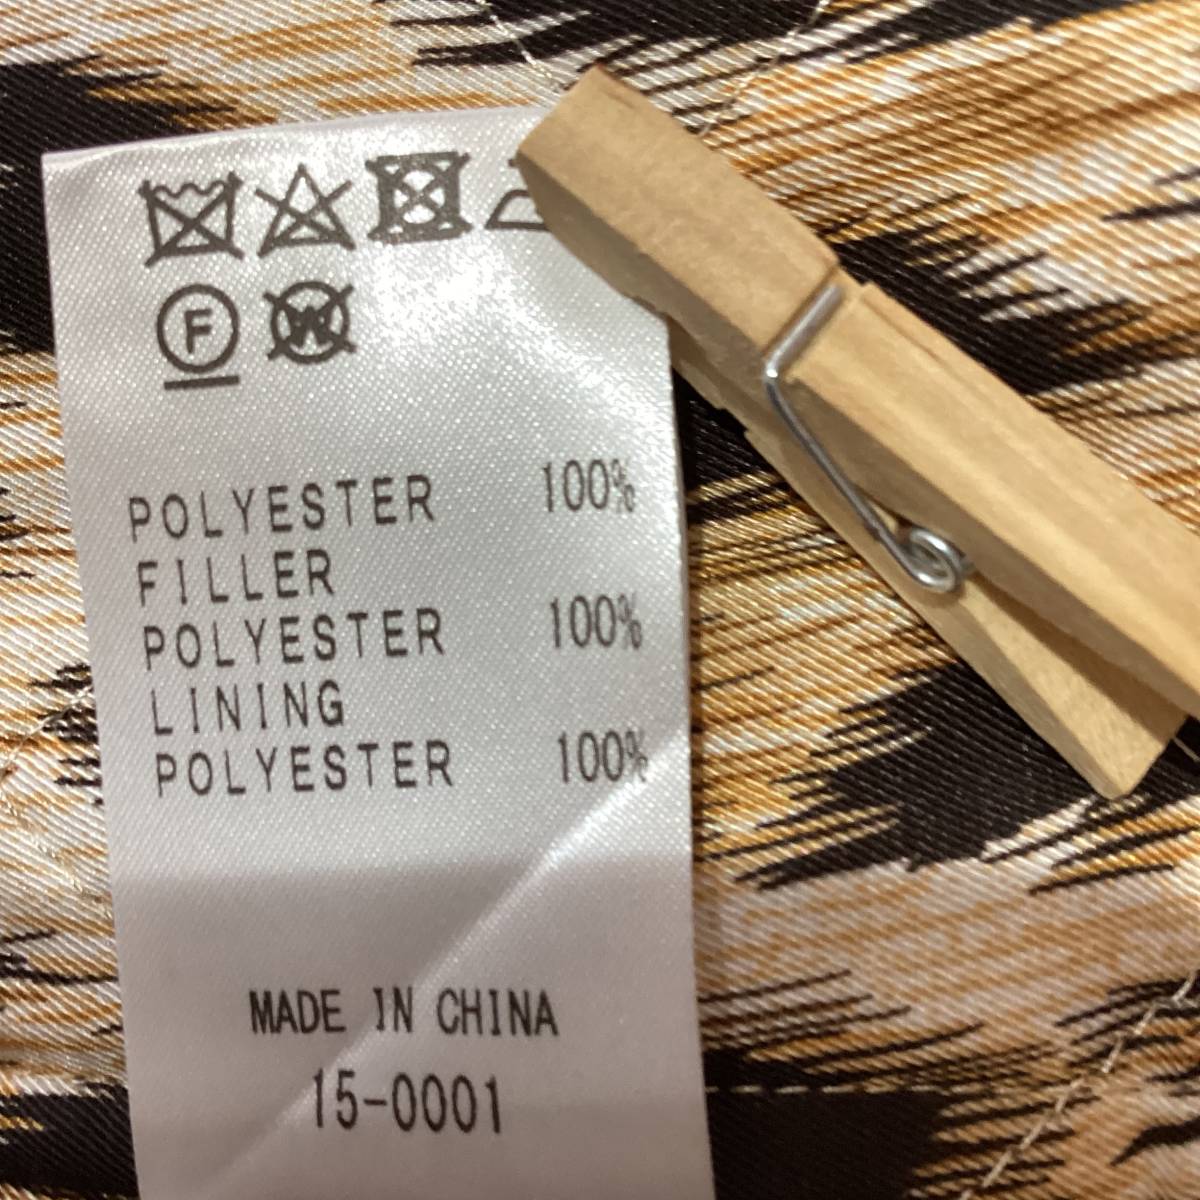 F W
POLYESTER 100%
FILLER
POLYESTER 100%
LINING
POLYESTER 100%
MADE IN CHINA
15-0001